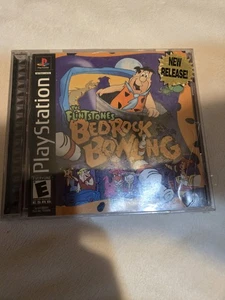 PlayStation
NEW
RELEASE!
THE FLINTSTONES
BEDROCK
BOWLING
E